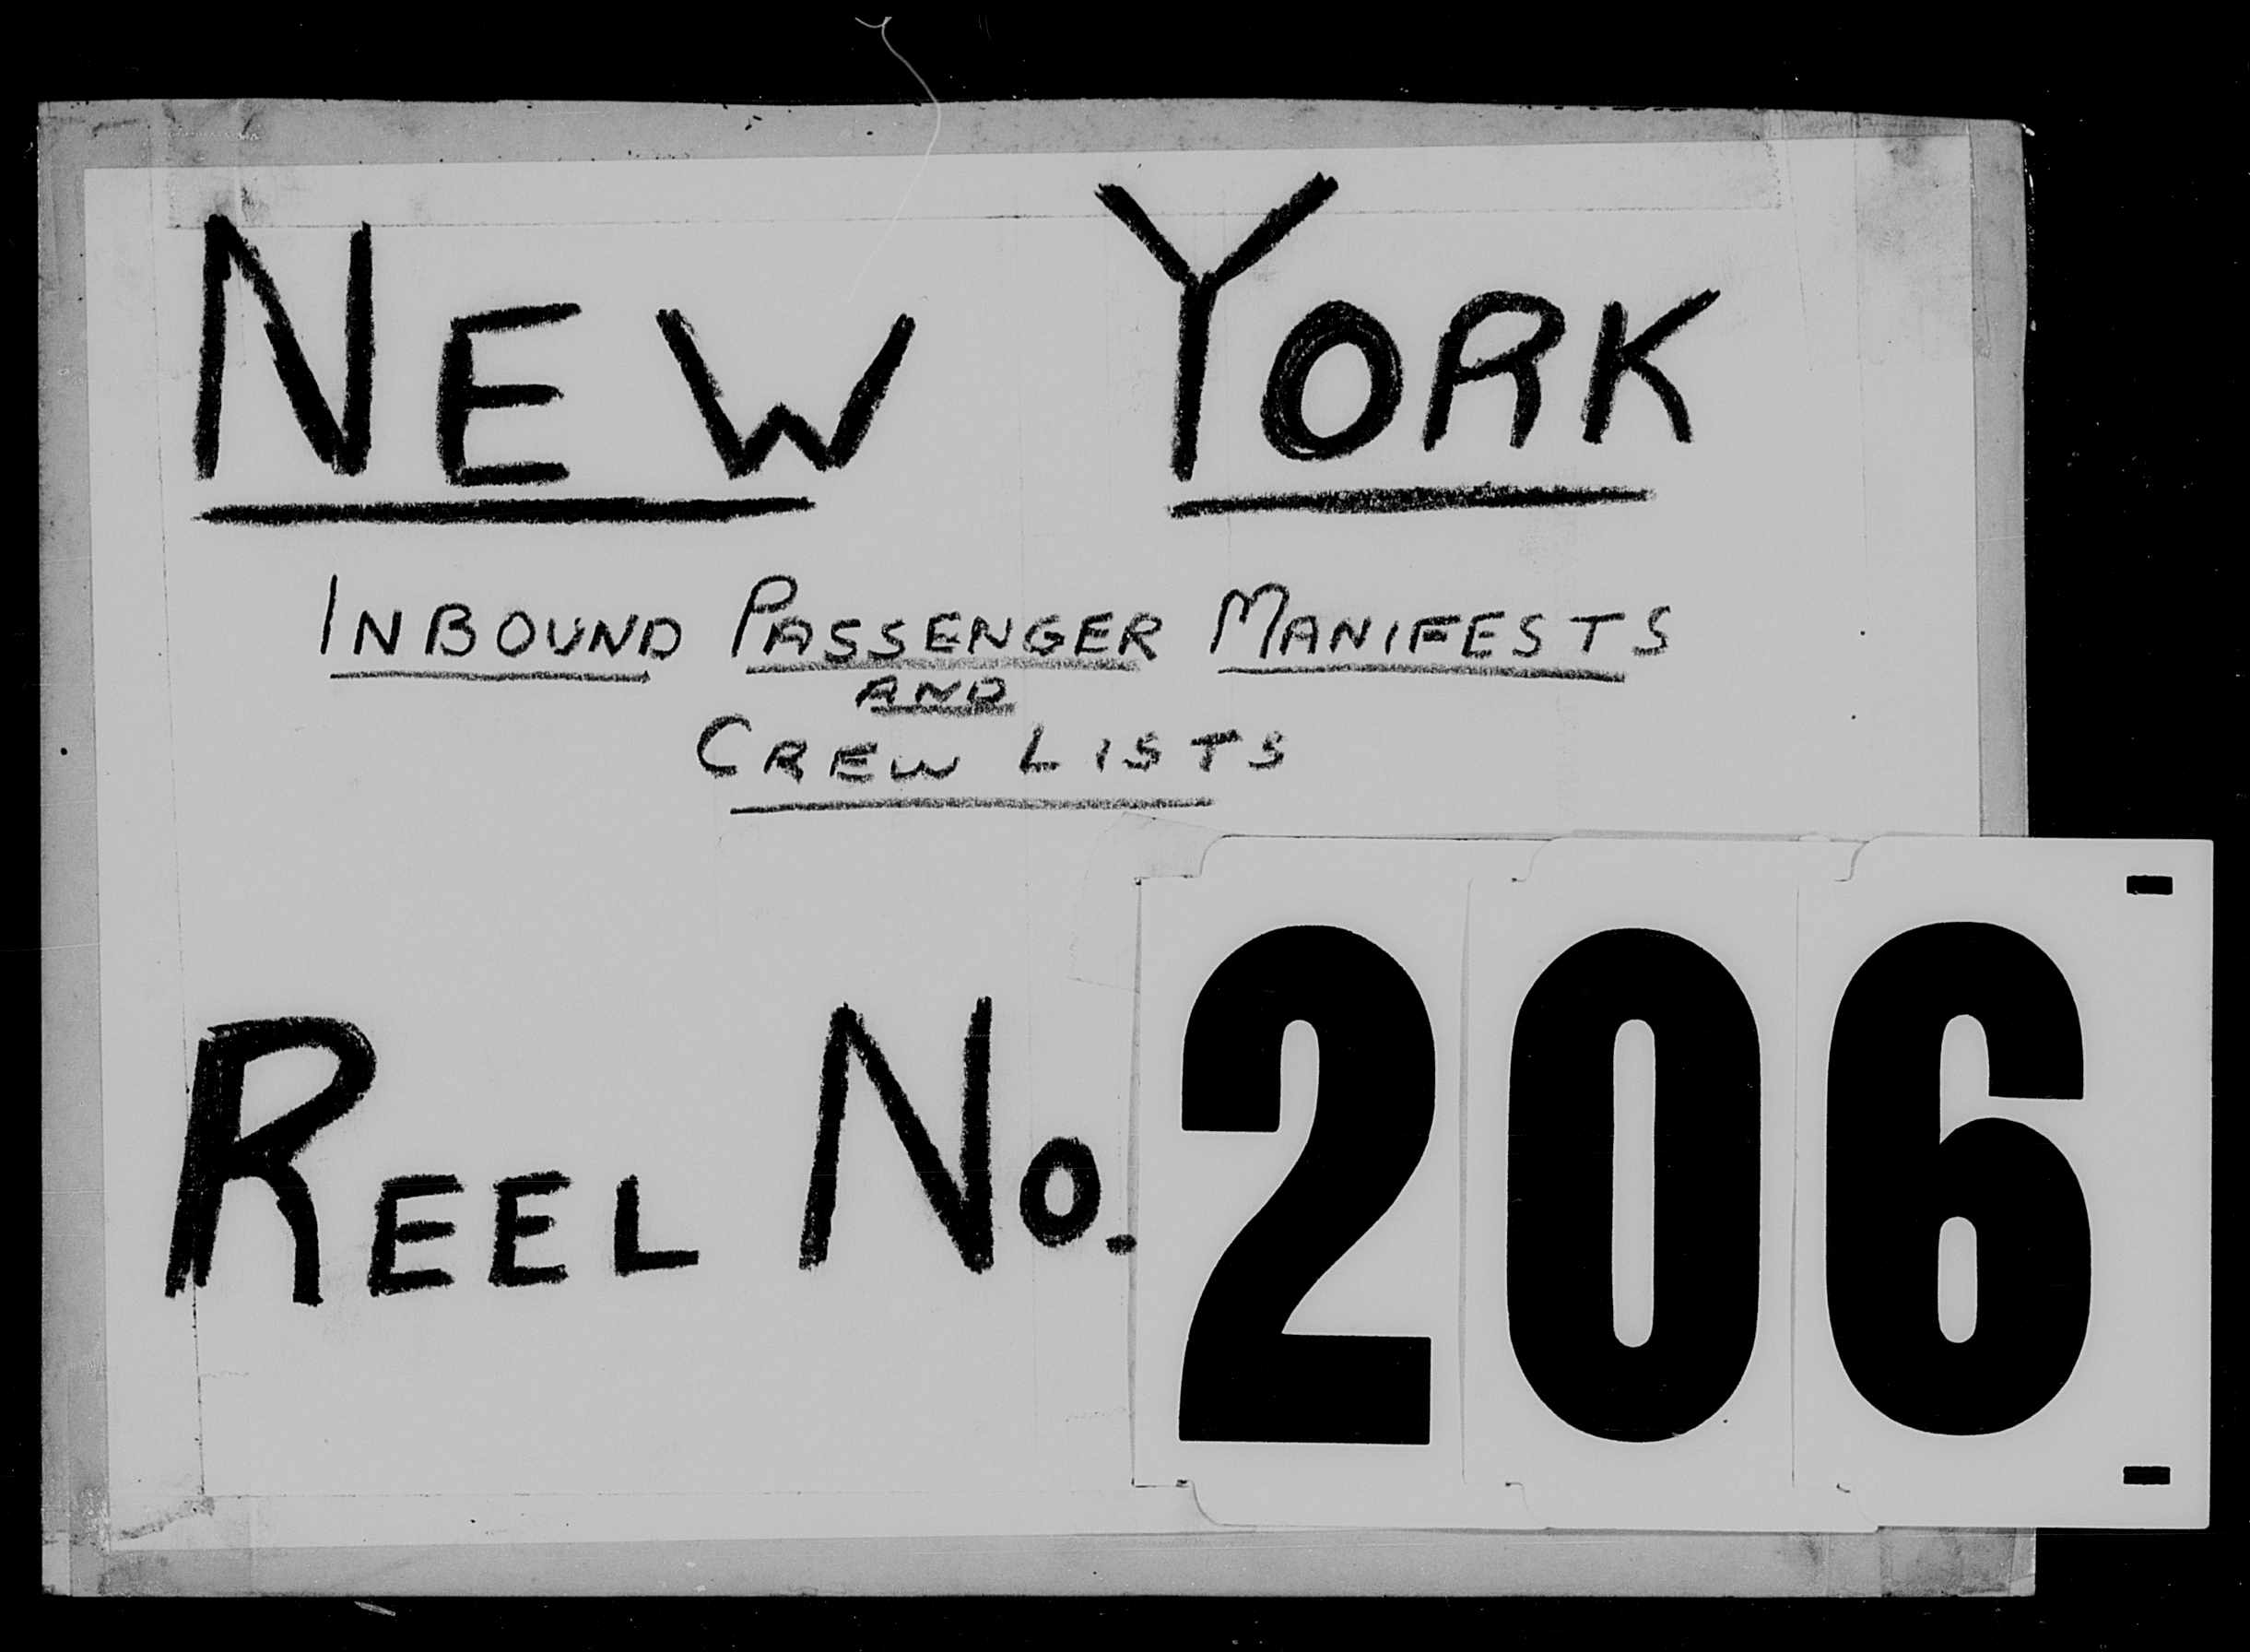 NEW YORK
INBOUND PASSENGER MANIFESTS
AND
CREW LISTS
REEL NO. 206